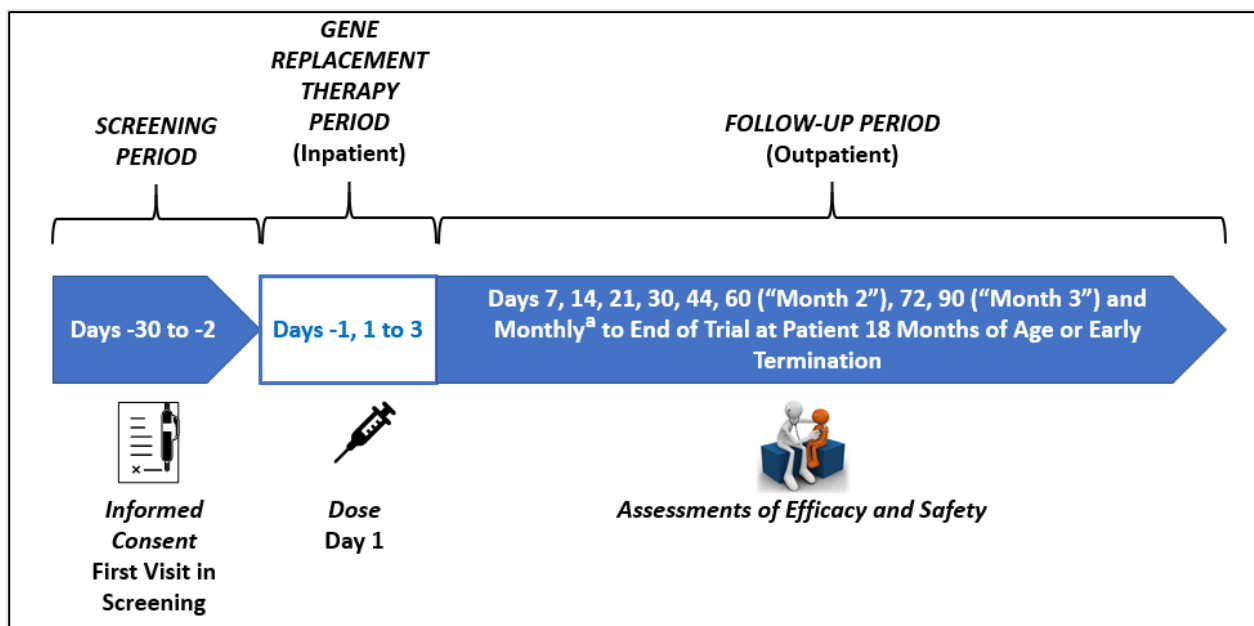 SCREENING
PERIOD
GENE
REPLACEMENT
THERAPY
PERIOD
(Inpatient)
FOLLOW-UP PERIOD
(Outpatient)
Days -30 to -2
Days -1, 1 to 3
Days 7, 14, 21, 30, 44, 60 (“Month 2”), 72, 90 (“Month 3”) and
Monthlyᵃ to End of Trial at Patient 18 Months of Age or Early
Termination
×
Informed
Consent
First Visit in
Screening
Dose
Day 1
Assessments of Efficacy and Safety